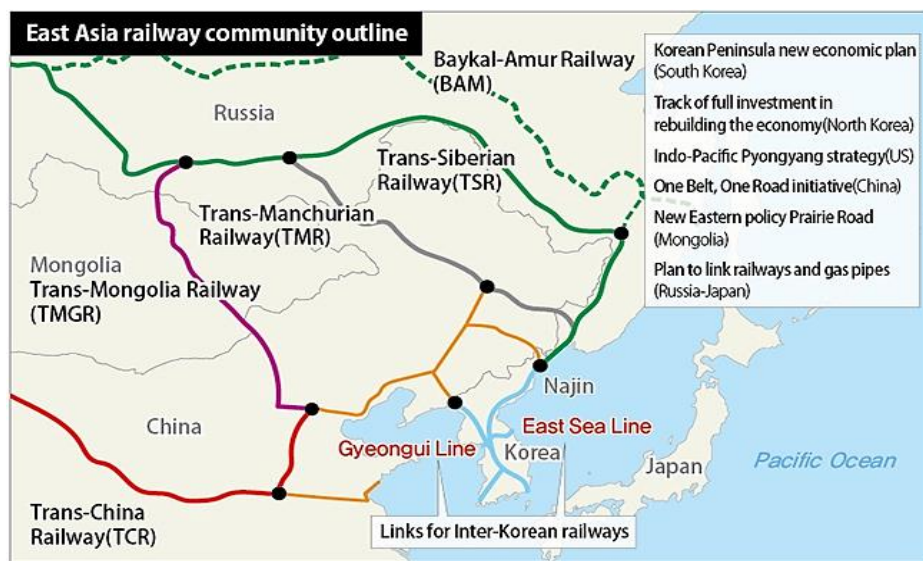 East Asia railway community outline
Baykal-Amur Railway
(BAM)
Russia
Trans-Siberian
Railway(TSR)
Trans-Manchurian
Railway(TMR)
Mongolia
Trans-Mongolia Railway
(TMGR)
China
Najin
East Sea Line
Gyeongui Line
Korea
Japan
Pacific Ocean
Trans-China
Railway(TCR)
Links for Inter-Korean railways
Korean Peninsula new economic plan
(South Korea)
Track of full investment in
rebuilding the economy(North Korea)
Indo-Pacific Pyongyang strategy(US)
One Belt, One Road initiative(China)
New Eastern policy Prairie Road
(Mongolia)
Plan to link railways and gas pipes
(Russia-Japan)